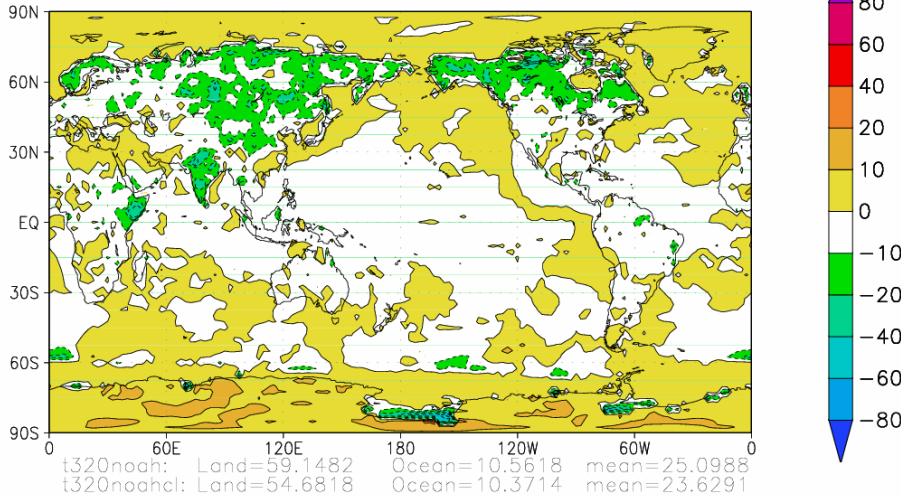 90N
60N
30N
EQ
30S
60S
90S
0 60E 120E 180 120W 60W 0
80
60
40
20
10
0
−10
−20
−40
−60
−80
t320noah: Land=59.1482 Ocean=10.5618 mean=25.0988
t320noahcl: Land=54.6818 Ocean=10.3714 mean=23.6291